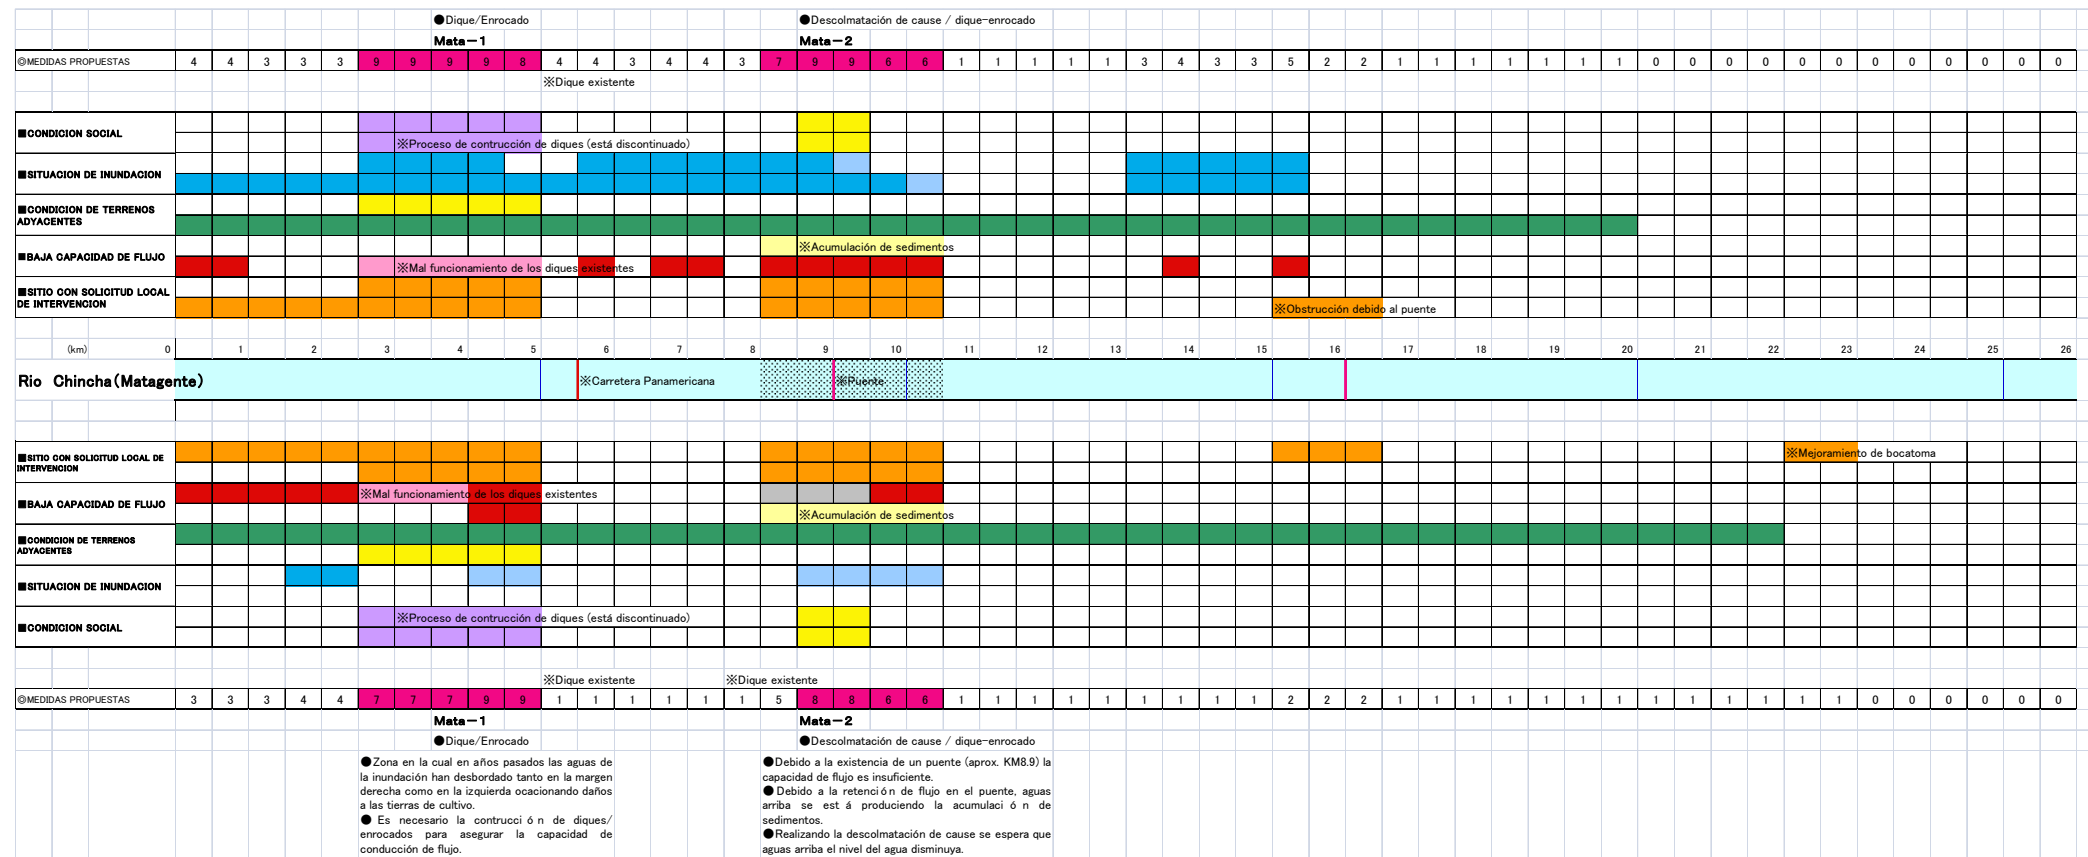 ●Dique/Enrocado ●Descolmatación de cause / dique-enrocado
Mata－1 Mata－2
◎MEDIDAS PROPUESTAS 4 4 3 3 3 9 9 9 9 8 4 4 3 4 4 3 7 9 9 6 6 1 1 1 1 1 3 4 3 3 5 2 2 1 1 1 1 1 1 1 0 0 0 0 0 0 0 0 0 0 0 0
※Dique existente
■CONDICION SOCIAL
※Proceso de contrucción de diques (está discontinuado)
■SITUACION DE INUNDACION
■CONDICION DE TERRENOS
ADYACENTES
※Acumulación de sedimentos
■BAJA CAPACIDAD DE FLUJO
※Mal funcionamiento de los diques existentes
■SITIO CON SOLICITUD LOCAL
DE INTERVENCION
※Obstrucción debido al puente
(km) 0 1 2 3 4 5 6 7 8 9 10 11 12 13 14 15 16 17 18 19 20 21 22 23 24 25 26
Rio Chincha(Matagente) ※Carretera Panamericana ※Puente
■SITIO CON SOLICITUD LOCAL DE
INTERVENCION
※Mejoramiento de bocatoma
※Mal funcionamiento de los diques existentes
■BAJA CAPACIDAD DE FLUJO
※Acumulación de sedimentos
■CONDICION DE TERRENOS
ADYACENTES
■SITUACION DE INUNDACION
※Proceso de contrucción de diques (está discontinuado)
■CONDICION SOCIAL
※Dique existente ※Dique existente
◎MEDIDAS PROPUESTAS 3 3 3 4 4 7 7 7 9 9 1 1 1 1 1 1 5 8 8 6 6 1 1 1 1 1 1 1 1 1 2 2 2 1 1 1 1 1 1 1 1 1 1 1 1 1 0 0 0 0 0 0
Mata－1 Mata－2
●Dique/Enrocado ●Descolmatación de cause / dique-enrocado
●Zona en la cual en años pasados las aguas de
la inundación han desbordado tanto en la margen
derecha como en la izquierda ocacionando daños
a las tierras de cultivo.
● Es necesario la contrucci ó n de diques/
enrocados para asegurar la capacidad de
conducción de flujo.
●Debido a la existencia de un puente (aprox. KM8.9) la
capacidad de flujo es insuficiente.
● Debido a la retenci ó n de flujo en el puente, aguas
arriba se est á produciendo la acumulaci ó n de
sedimentos.
●Realizando la descolmatación de cause se espera que
aguas arriba el nivel del agua disminuya.